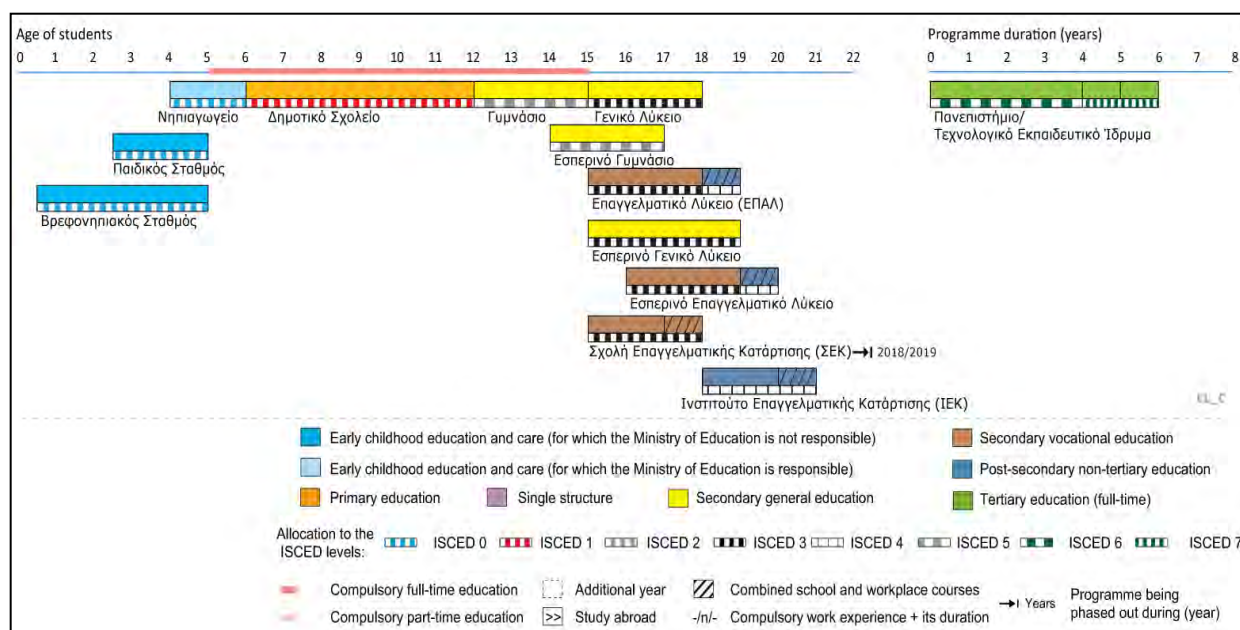 Age of students
Programme duration (years)
0 1 2 3 4 5 6 7 8 9 10 11 12 13 14 15 16 17 18 19 20 21 22
0 1 2 3 4 5 6 7 8
Νηπιαγωγείο
Δημοτικό Σχολείο
Γυμνάσιο
Γενικό Λύκειο
Πανεπιστήμιο/
Τεχνολογικό Εκπαιδευτικό Ίδρυμα
Εσπερινό Γυμνάσιο
Παιδικός Σταθμός
Επαγγελματικό Λύκειο (ΕΠΑΛ)
Βρεφονηπιακός Σταθμός
Εσπερινό Γενικό Λύκειο
Εσπερινό Επαγγελματικό Λύκειο
Σχολή Επαγγελματικής Κατάρτισης (ΣΕΚ) 2018/2019
Ινστιτούτο Επαγγελματικής Κατάρτισης (ΙΕΚ)
EL_C
Early childhood education and care (for which the Ministry of Education is not responsible)
Secondary vocational education
Early childhood education and care (for which the Ministry of Education is responsible)
Post-secondary non-tertiary education
Primary education
Single structure
Secondary general education
Tertiary education (full-time)
Allocation to the
ISCED levels:
ISCED 0
ISCED 1
ISCED 2
ISCED 3
ISCED 4
ISCED 5
ISCED 6
ISCED 7
Compulsory full-time education
Additional year
Combined school and workplace courses
Years
Programme being
phased out during (year)
Compulsory part-time education
>> Study abroad
-/n/- Compulsory work experience + its duration